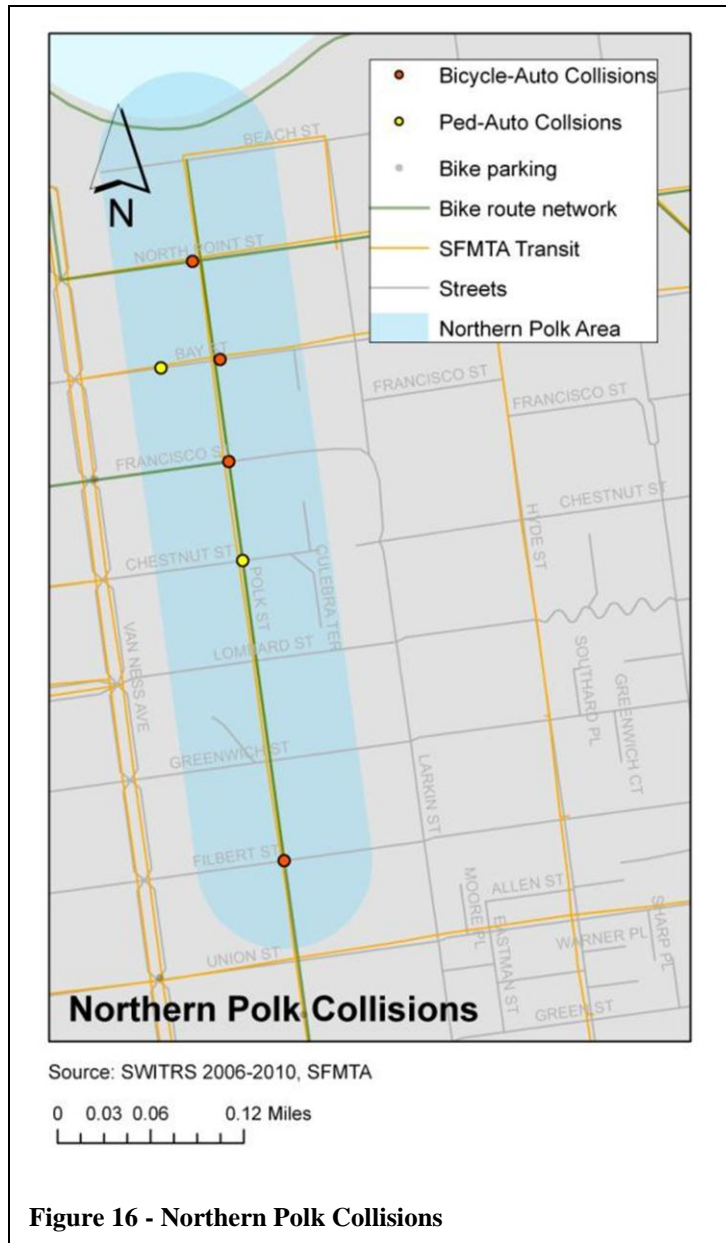 Bicycle-Auto Collisions
Ped-Auto Collsions
Bike parking
Bike route network
SFMTA Transit
Streets
Northern Polk Area
N
BEACH ST
NORTH POINT ST
BAY ST
FRANCISCO ST
FRANCISCO ST
FRANCISCO ST
CHESTNUT ST
CHESTNUT ST
HYDE ST
CULEBRA TER
POLK ST
VAN NESS AVE
LOMBARD ST
SOUTHARD PL
GREENWICH CT
GREENWICH ST
LARKIN ST
FILBERT ST
MOORE PL
ALLEN ST
EASTMAN ST
SHARP PL
WARNER PL
UNION ST
GREEN ST
Northern Polk Collisions
Source: SWITRS 2006-2010, SFMTA
0 0.03 0.06 0.12 Miles
Figure 16 - Northern Polk Collisions